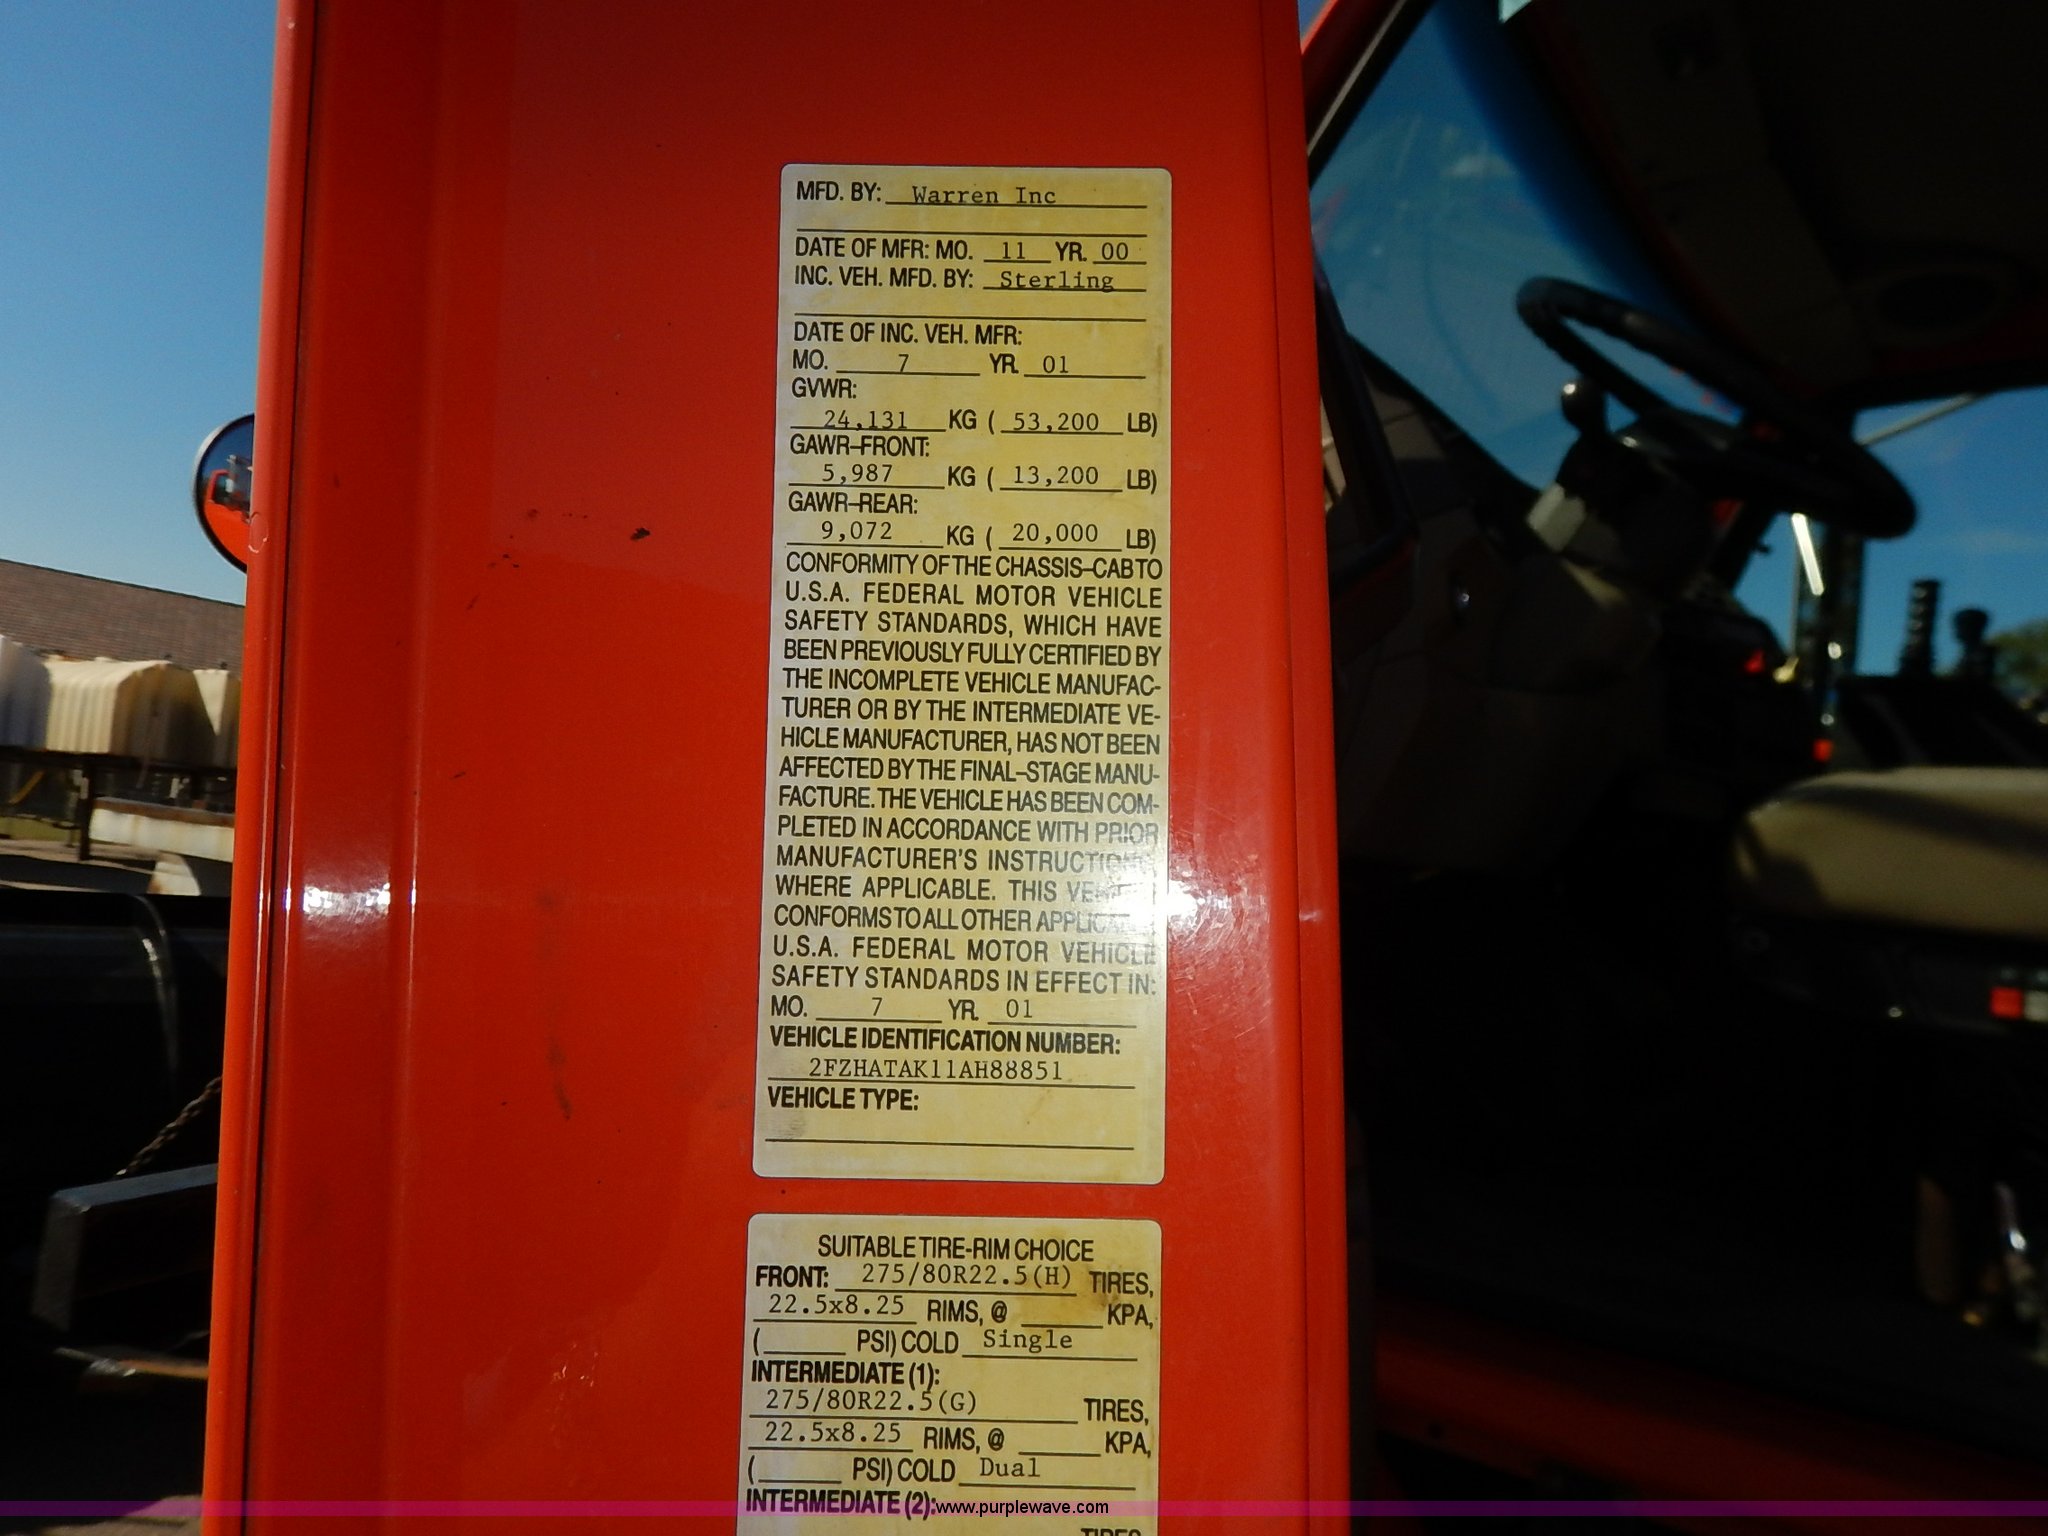 MFD. BY: Warren Inc
DATE OF MFR: MO. 11 YR. 00
INC. VEH. MFD. BY: Sterling
DATE OF INC. VEH. MFR:
MO. 7 YR. 01
GVWR:
24,131 KG ( 53,200 LB)
GAWR-FRONT:
5,987 KG ( 13,200 LB)
GAWR-REAR:
9,072 KG ( 20,000 LB)
CONFORMITY OF THE CHASSIS-CAB TO
U.S.A. FEDERAL MOTOR VEHICLE
SAFETY STANDARDS, WHICH HAVE
BEEN PREVIOUSLY FULLY CERTIFIED BY
THE INCOMPLETE VEHICLE MANUFAC-
TURER OR BY THE INTERMEDIATE VE-
HICLE MANUFACTURER, HAS NOT BEEN
AFFECTED BY THE FINAL-STAGE MANU-
FACTURE. THE VEHICLE HAS BEEN COM-
PLETED IN ACCORDANCE WITH PRIOR
MANUFACTURER'S INSTRUCTIONS
WHERE APPLICABLE. THIS
CONFORMS TO ALL OTHER
U.S.A. FEDERAL MOTOR VEHICLE
SAFETY STANDARDS IN EFFECT IN:
MO. 7 YR. 01
VEHICLE IDENTIFICATION NUMBER:
2FZHATAK11AH88851
VEHICLE TYPE:
SUITABLE TIRE-RIM CHOICE
FRONT: 275/80R22.5(H) TIRES,
22.5x8.25 RIMS, @ KPA,
( PSI) COLD Single
INTERMEDIATE (1):
275/80R22.5(G) TIRES,
22.5x8.25 RIMS, @ KPA,
( PSI) COLD Dual
INTERMEDIATE (2):
www.purplewave.com
TIRES